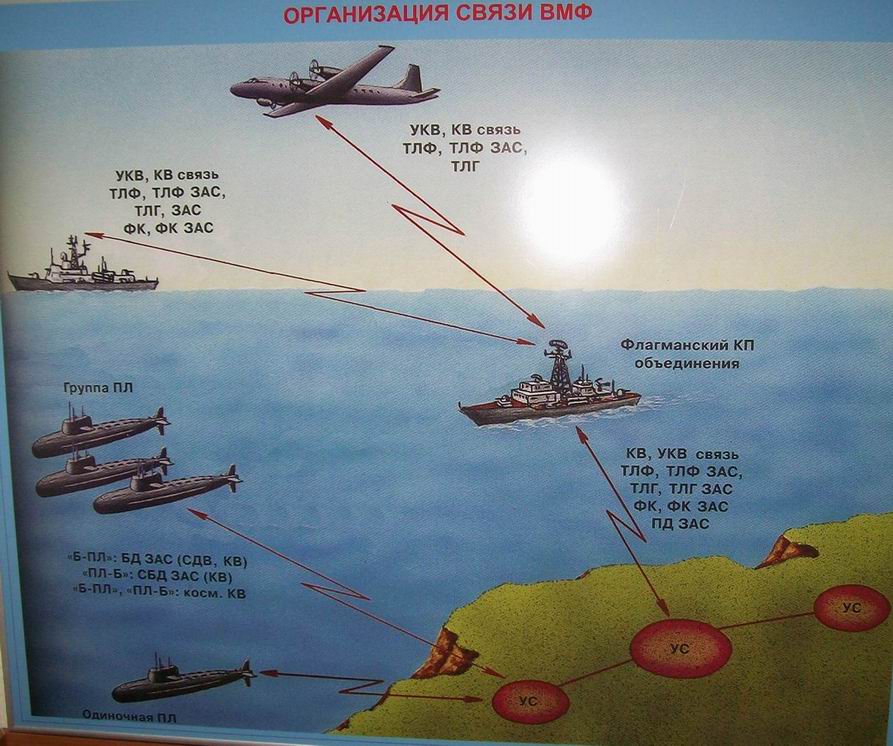 ОРГАНИЗАЦИЯ СВЯЗИ ВМФ
УКВ, КВ связь
ТЛФ, ТЛФ ЗАС,
ТЛГ
УКВ, КВ связь
ТЛФ, ТЛФ ЗАС,
ТЛГ, ЗАС
ФК, ФК ЗАС
Флагманский КП
объединения
Группа ПЛ
КВ, УКВ связь
ТЛФ, ТЛФ ЗАС,
ТЛГ, ТЛГ ЗАС
ФК, ФК ЗАС
ПД ЗАС
«Б-ПЛ»: БД ЗАС (СДВ, КВ)
«ПЛ-Б»: СБД ЗАС (КВ)
«Б-ПЛ», «ПЛ-Б»: косм. КВ
УС
УС
УС
Одиночная ПЛ